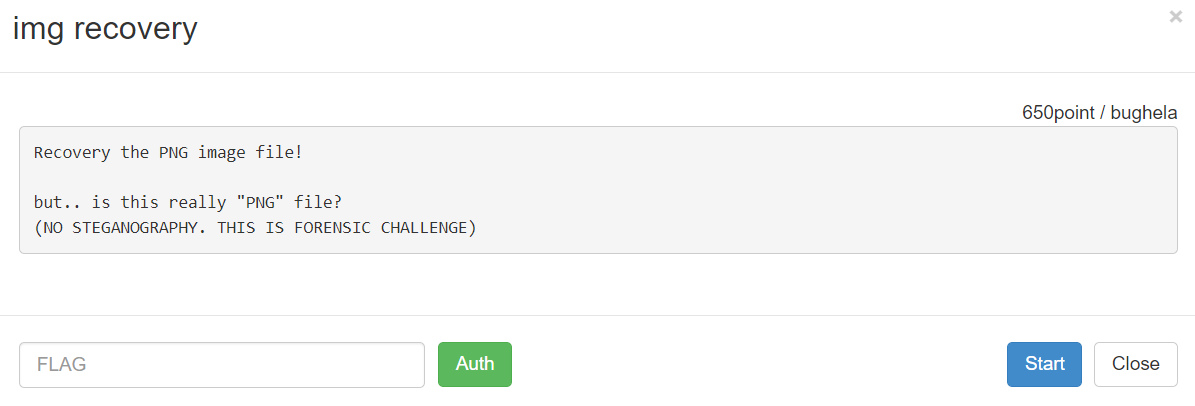 img recovery
×
650point / bughela
Recovery the PNG image file!
but.. is this really "PNG" file?
(NO STEGANOGRAPHY. THIS IS FORENSIC CHALLENGE)
FLAG
Auth
Start
Close